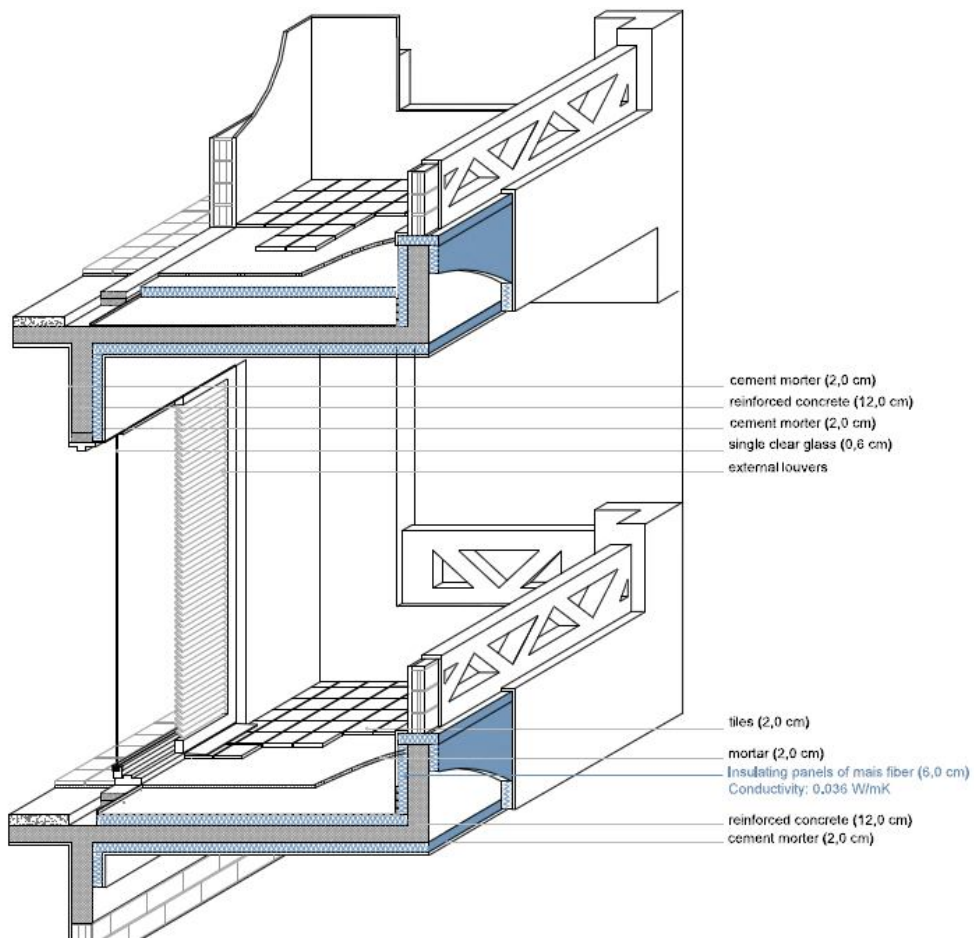 cement morter (2,0 cm)
reinforced concrete (12,0 cm)
cement morter (2,0 cm)
single clear glass (0,6 cm)
external louvers
tiles (2,0 cm)
mortar (2,0 cm)
Insulating panels of mais fiber (6,0 cm)
Conductivity: 0.036 W/mK
reinforced concrete (12,0 cm)
cement morter (2,0 cm)